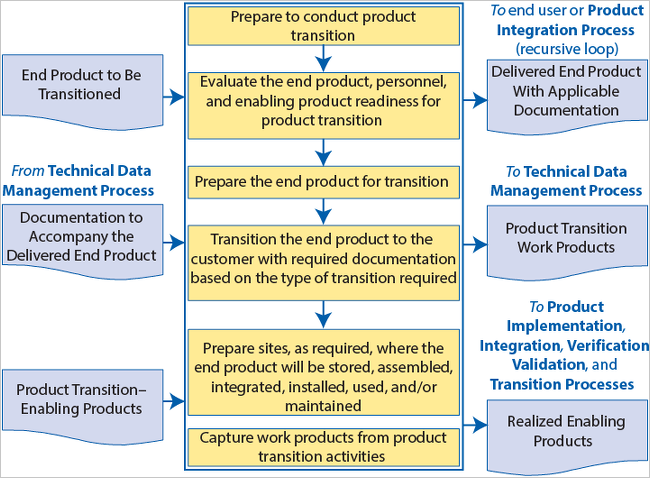 End Product to Be
Transitioned
From Technical Data
Management Process
Documentation to
Accompany the
Delivered End Product
Product Transition–
Enabling Products
Prepare to conduct product
transition
Evaluate the end product, personnel,
and enabling product readiness for
product transition
Prepare the end product for transition
Transition the end product to the
customer with required documentation
based on the type of transition required
Prepare sites, as required, where the
end product will be stored, assembled,
integrated, installed, used, and/or
maintained
Capture work products from product
transition activities
To end user or Product
Integration Process
(recursive loop)
Delivered End Product
With Applicable
Documentation
To Technical Data
Management Process
Product Transition
Work Products
To Product
Implementation,
Integration, Verification
Validation, and
Transition Processes
Realized Enabling
Products